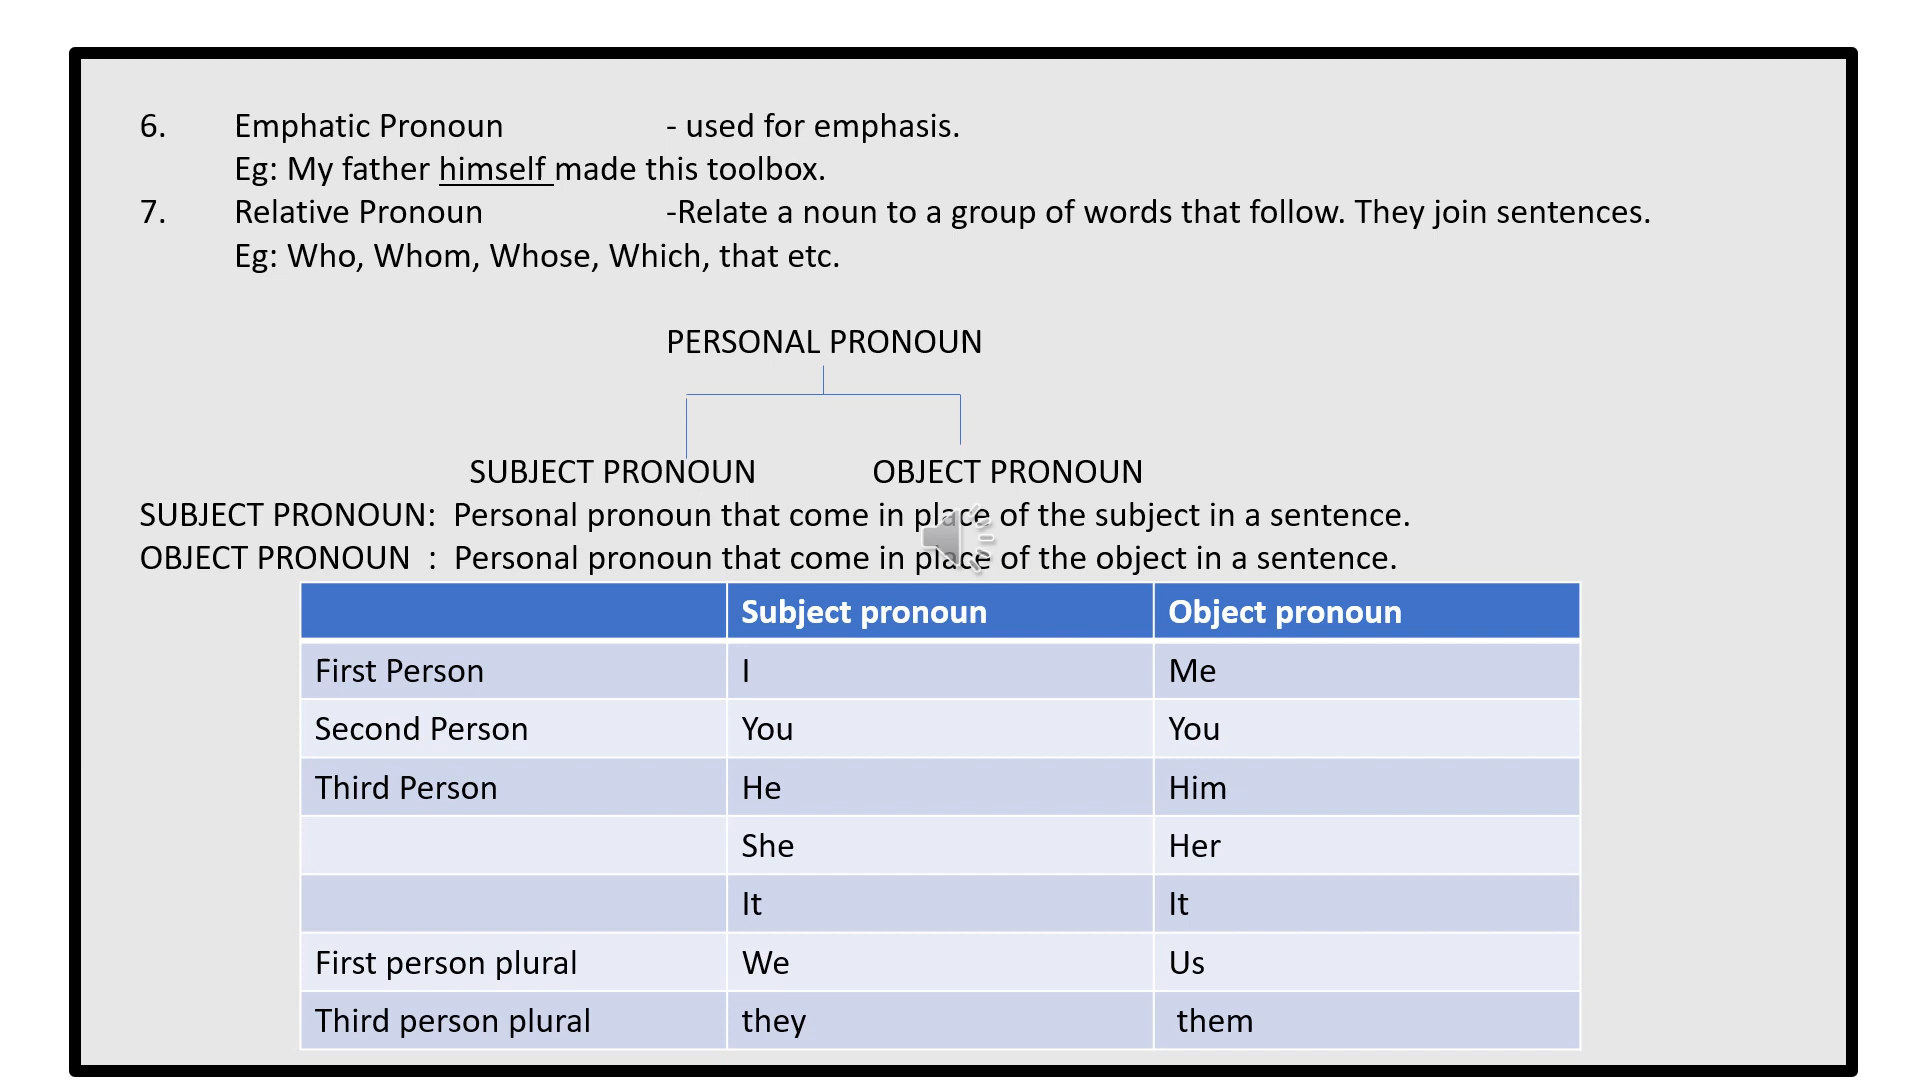 6. Emphatic Pronoun - used for emphasis.
Eg: My father himself made this toolbox.
7. Relative Pronoun -Relate a noun to a group of words that follow. They join sentences.
Eg: Who, Whom, Whose, Which, that etc.
PERSONAL PRONOUN
SUBJECT PRONOUN OBJECT PRONOUN
SUBJECT PRONOUN: Personal pronoun that come in place of the subject in a sentence.
OBJECT PRONOUN : Personal pronoun that come in place of the object in a sentence.
Subject pronoun Object pronoun
First Person I Me
Second Person You You
Third Person He Him
She Her
It It
First person plural We Us
Third person plural they them